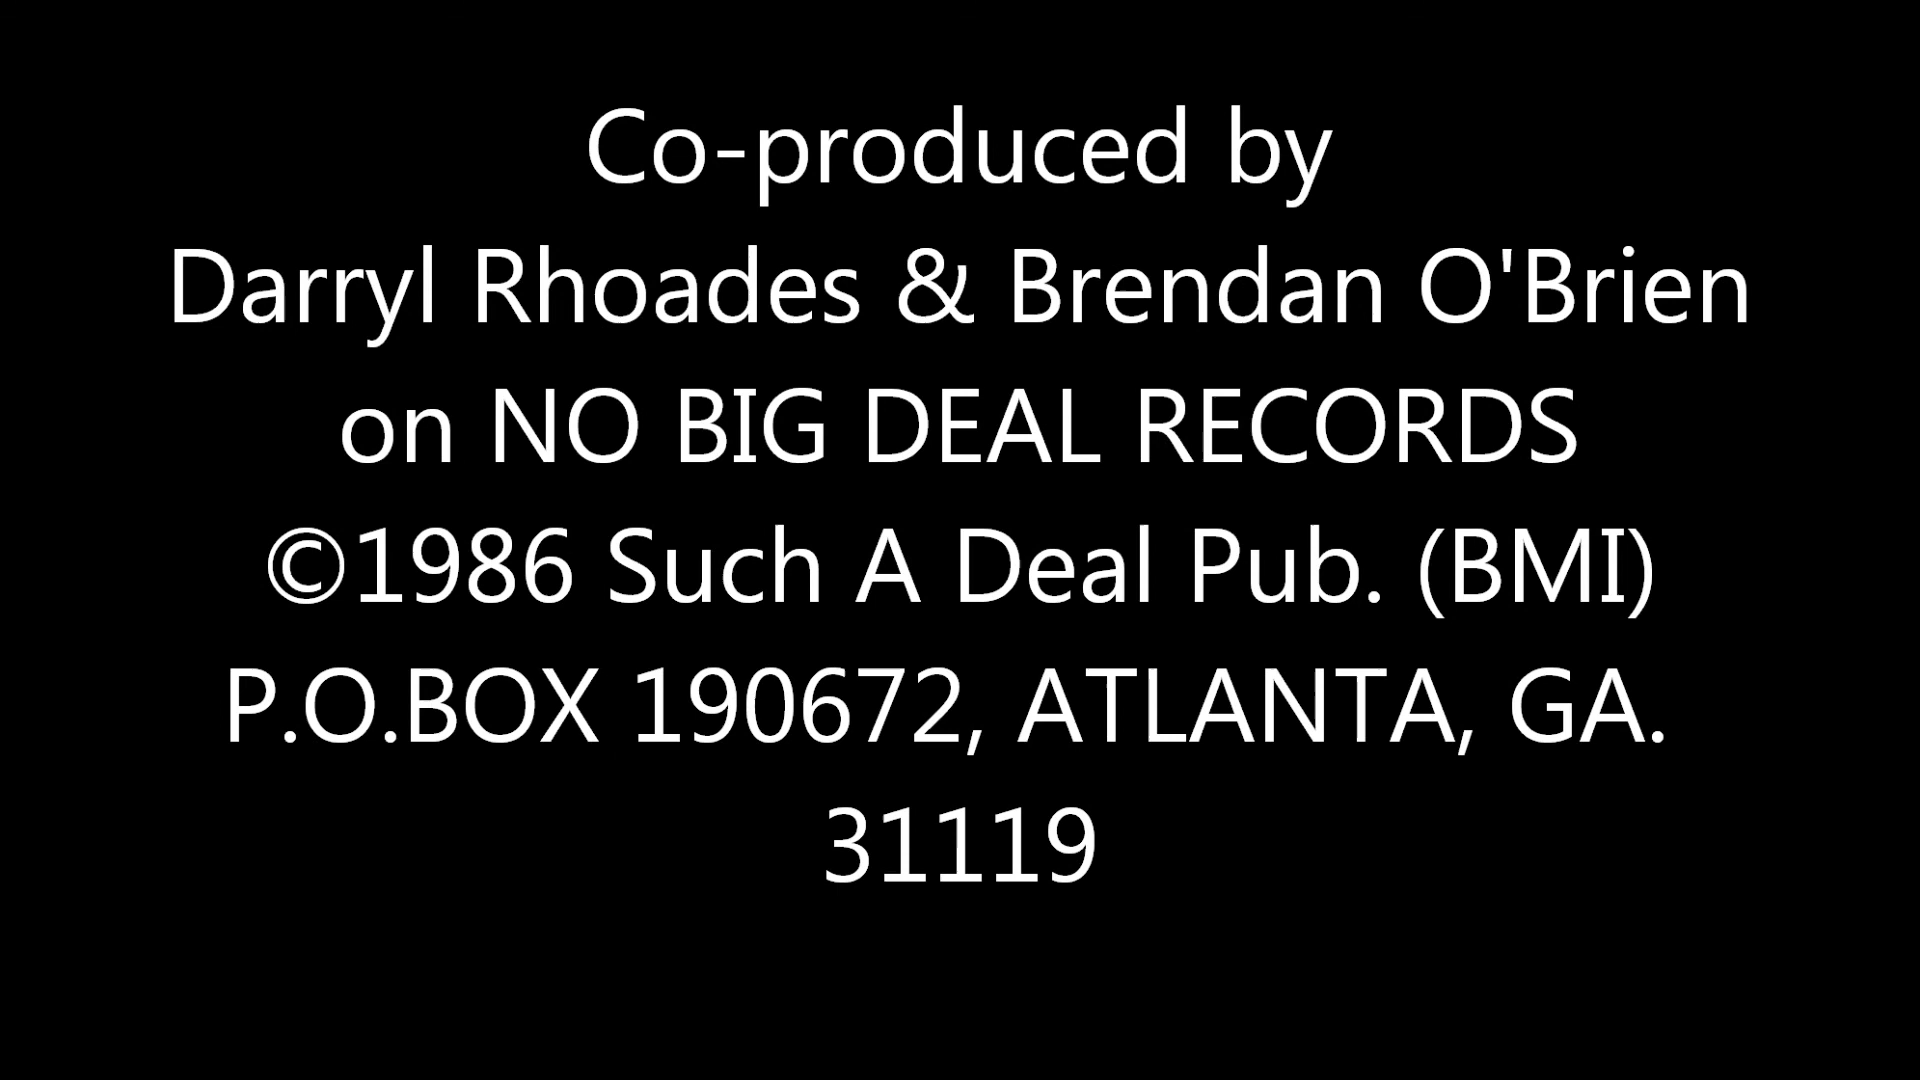 Co-produced by
Darryl Rhoades & Brendan O'Brien
on NO BIG DEAL RECORDS
©1986 Such A Deal Pub. (BMI)
P.O.BOX 190672, ATLANTA, GA.
31119